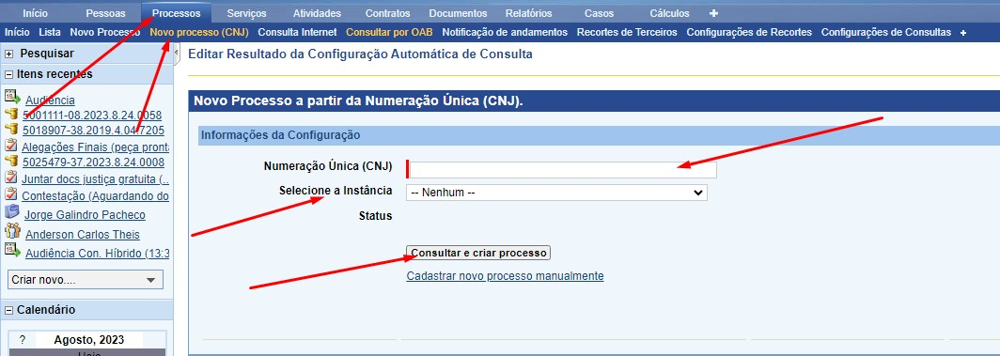 Início Pessoas Processos Serviços Atividades Contratos Documentos Relatórios Casos Cálculos +
Início Lista Novo Processo Novo processo (CNJ) Consulta Internet Consultar por OAB Notificação de andamentos Recortes de Terceiros Configurações de Recortes Configurações de Consultas +
Pesquisar
Itens recentes
Audiência
5001111-08.2023.8.24.0058
5018907-38.2019.4.04.7205
Alegações Finais (peça pront
5025479-37.2023.8.24.0008
Juntar docs justiça gratuita (...
Contestação (Aguardando do
Jorge Galindro Pacheco
Anderson Carlos Theis
Audiência Con. Híbrido (13:3
Criar novo....
Calendário
? Agosto, 2023
Hoje
Editar Resultado da Configuração Automática de Consulta
Novo Processo a partir da Numeração Única (CNJ).
Informações da Configuração
Numeração Única (CNJ)
Selecione a Instância -- Nenhum --
Status
Consultar e criar processo
Cadastrar novo processo manualmente